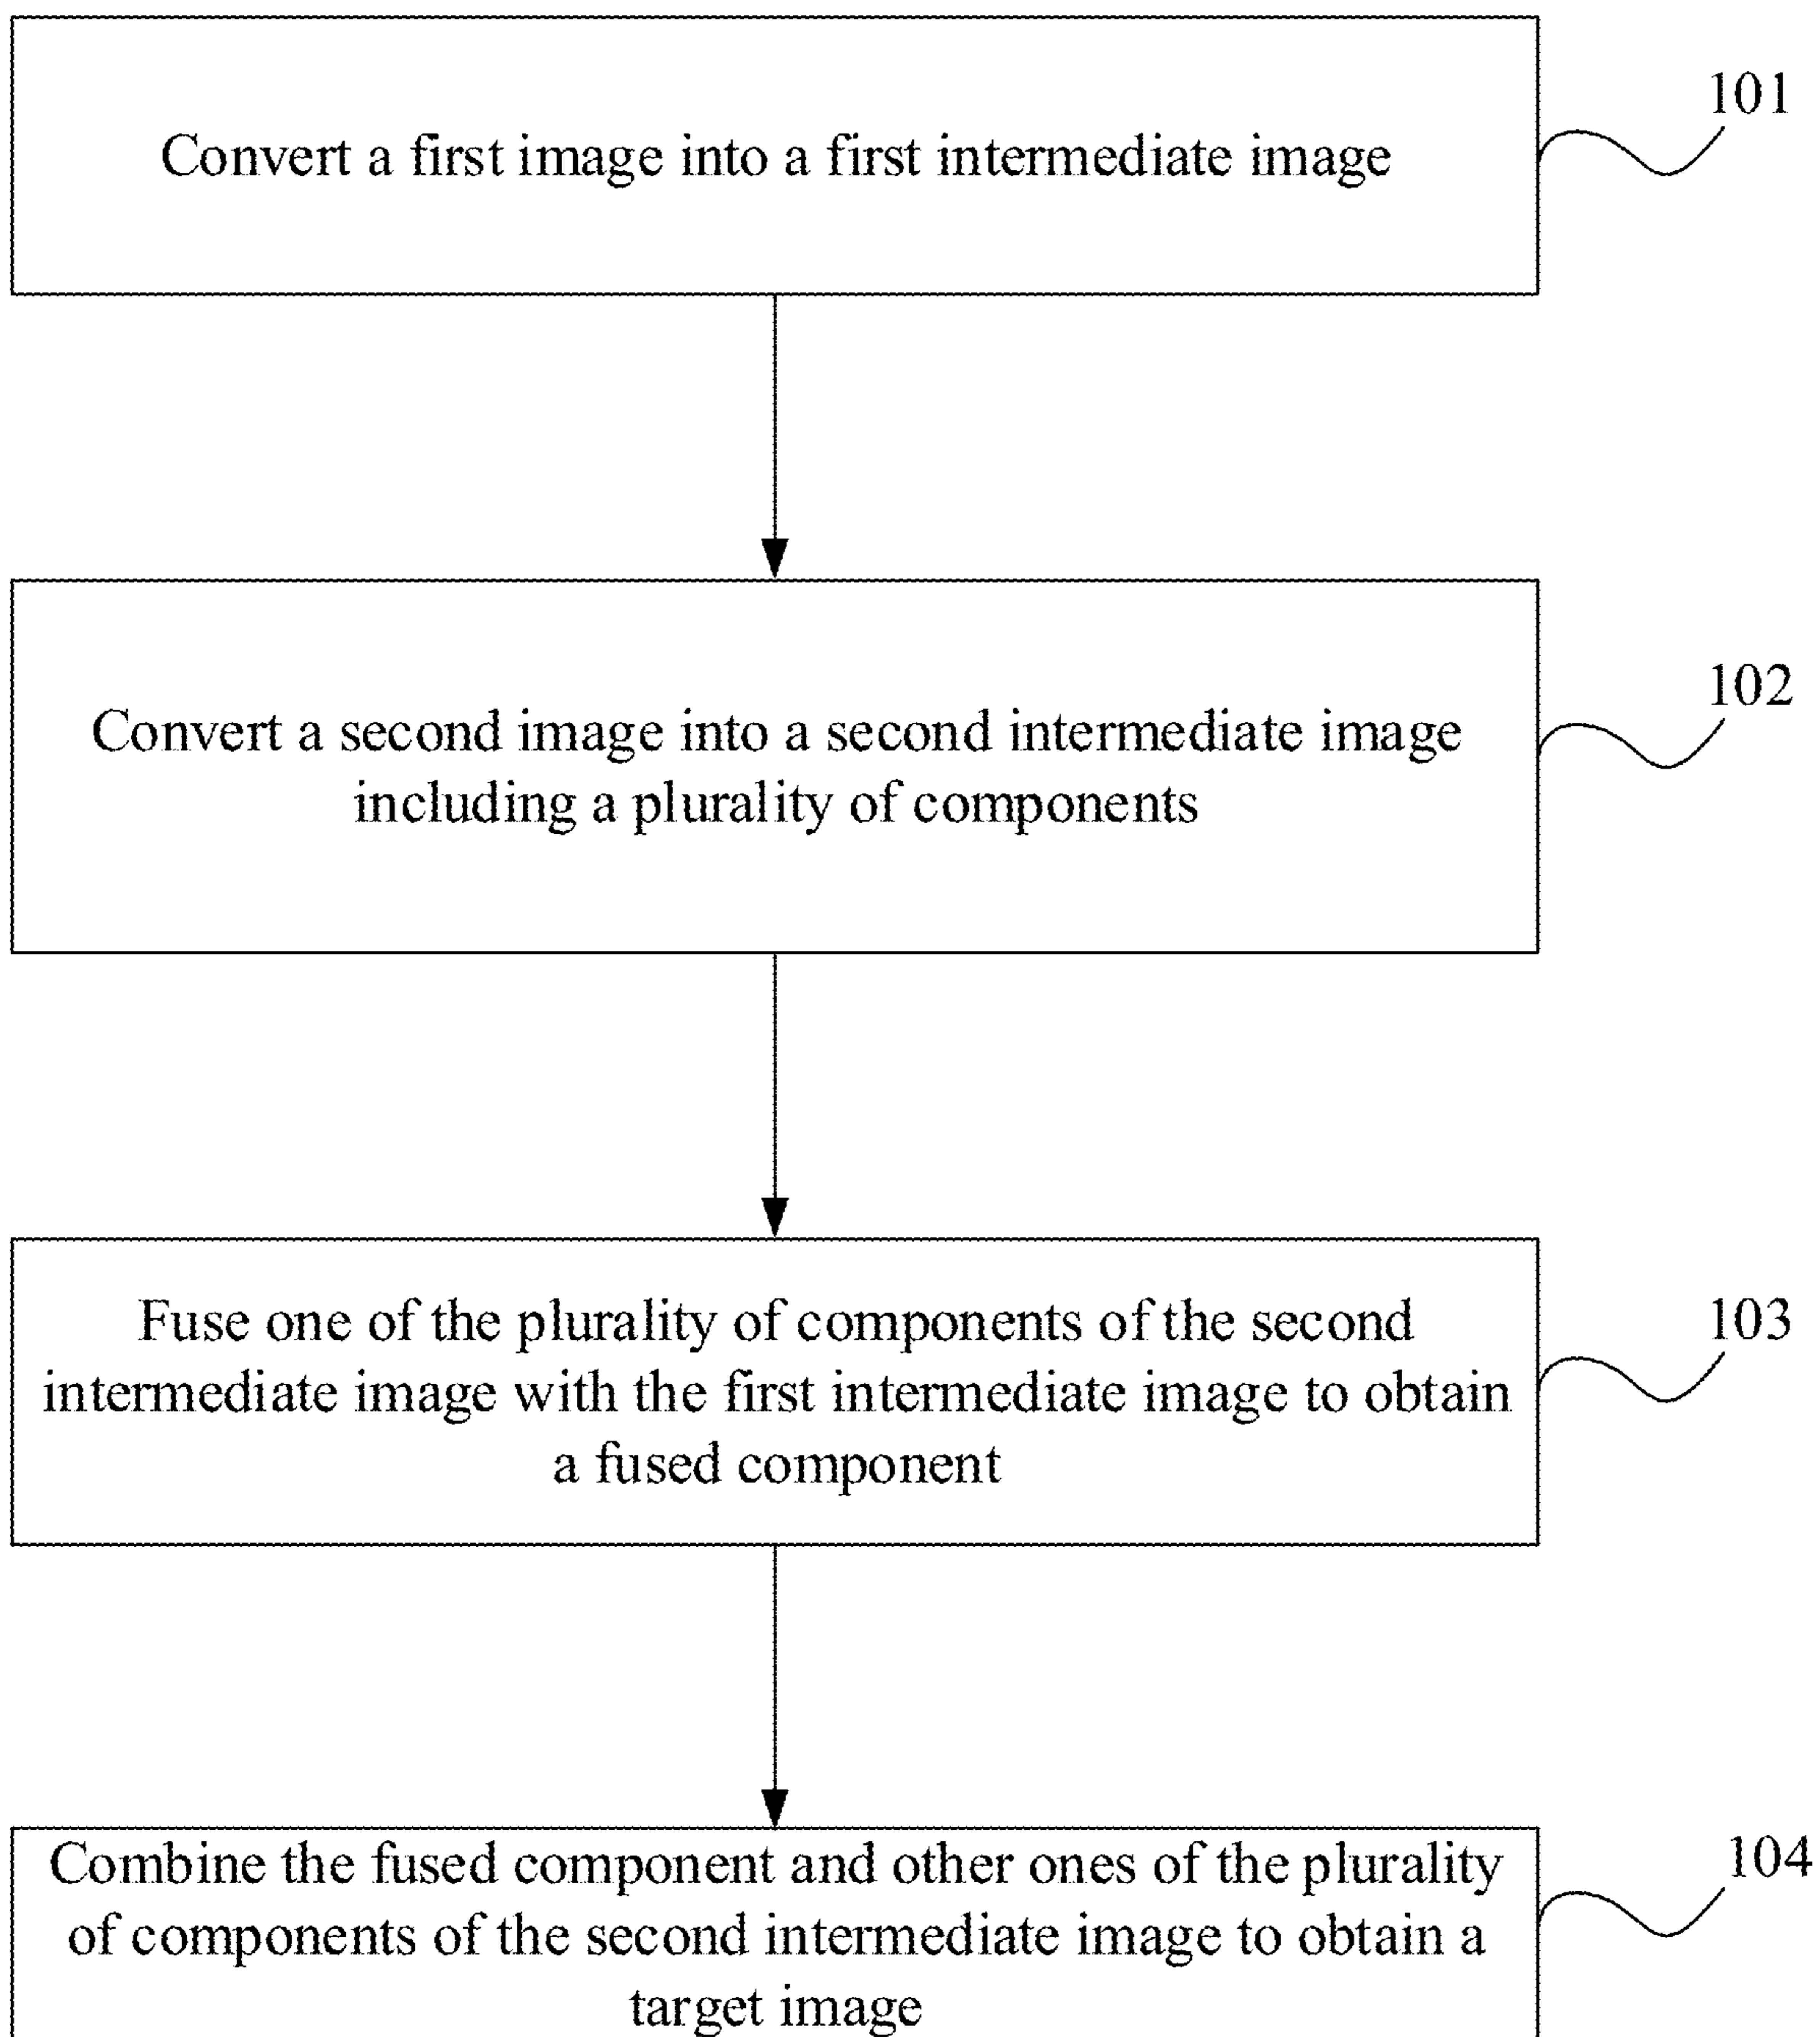 Convert a first image into a first intermediate image
101
Convert a second image into a second intermediate image
including a plurality of components
102
Fuse one of the plurality of components of the second
intermediate image with the first intermediate image to obtain
a fused component
103
Combine the fused component and other ones of the plurality
of components of the second intermediate image to obtain a
target image
104